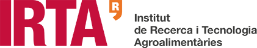 IRTA
Institut
de Recerca i Tecnologia
Agroalimentàries